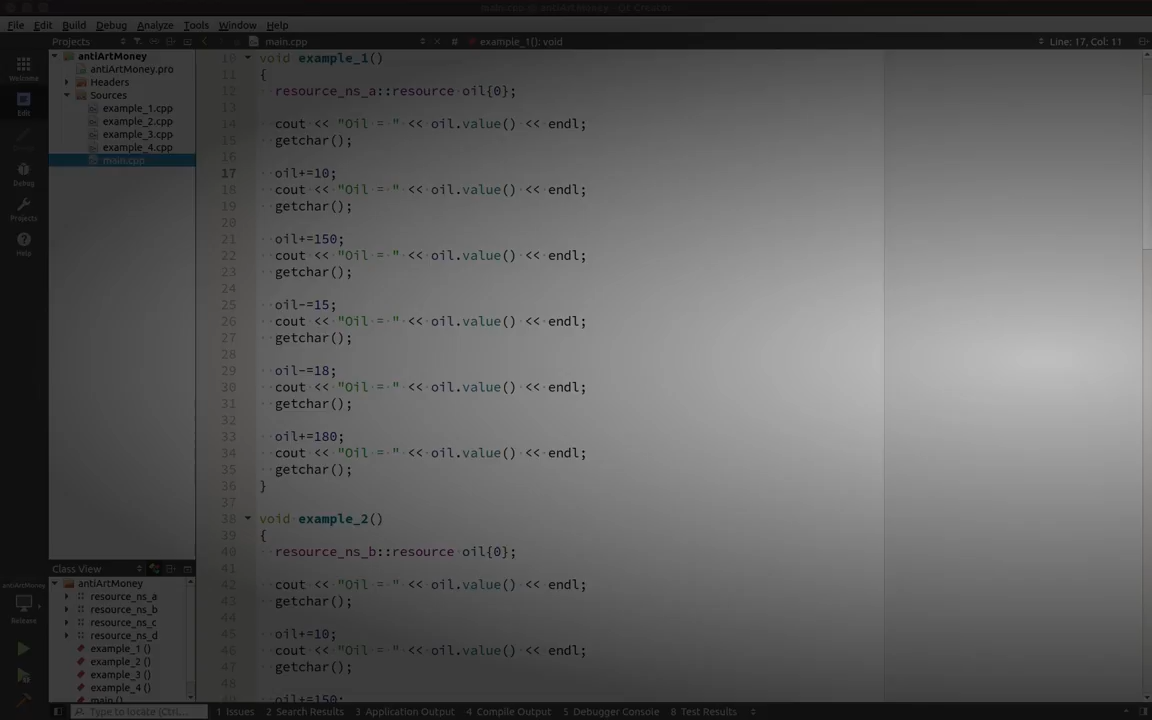 main.cpp @ antiArtMoney - Qt Creator
File Edit Build Debug Analyze Tools Window Help
Projects
main.cpp
# example_1(): void
Line: 17, Col: 11
Welcome
Edit
Debug
Projects
Help
antiArtMoney
antiArtMoney.pro
Headers
Sources
example_1.cpp
example_2.cpp
example_3.cpp
example_4.cpp
main.cpp
10 void example_1()
11 {
12 resource_ns_a::resource oil{0};
13
14 cout << "Oil = " << oil.value() << endl;
15 getchar();
16
17 oil+=10;
18 cout << "Oil = " << oil.value() << endl;
19 getchar();
20
21 oil+=150;
22 cout << "Oil = " << oil.value() << endl;
23 getchar();
24
25 oil-=15;
26 cout << "Oil = " << oil.value() << endl;
27 getchar();
28
29 oil-=18;
30 cout << "Oil = " << oil.value() << endl;
31 getchar();
32
33 oil+=180;
34 cout << "Oil = " << oil.value() << endl;
35 getchar();
36 }
37
38 void example_2()
39 {
40 resource_ns_b::resource oil{0};
41
42 cout << "Oil = " << oil.value() << endl;
43 getchar();
44
45 oil+=10;
46 cout << "Oil = " << oil.value() << endl;
47 getchar();
48
49 oil+=150;
Class View
antiArtMoney
resource_ns_a
resource_ns_b
resource_ns_c
resource_ns_d
example_1 ()
example_2 ()
example_3 ()
example_4 ()
main ()
antiArtMoney
Release
Type to locate (Ctrl...
1 Issues 2 Search Results 3 Application Output 4 Compile Output 5 Debugger Console 8 Test Results